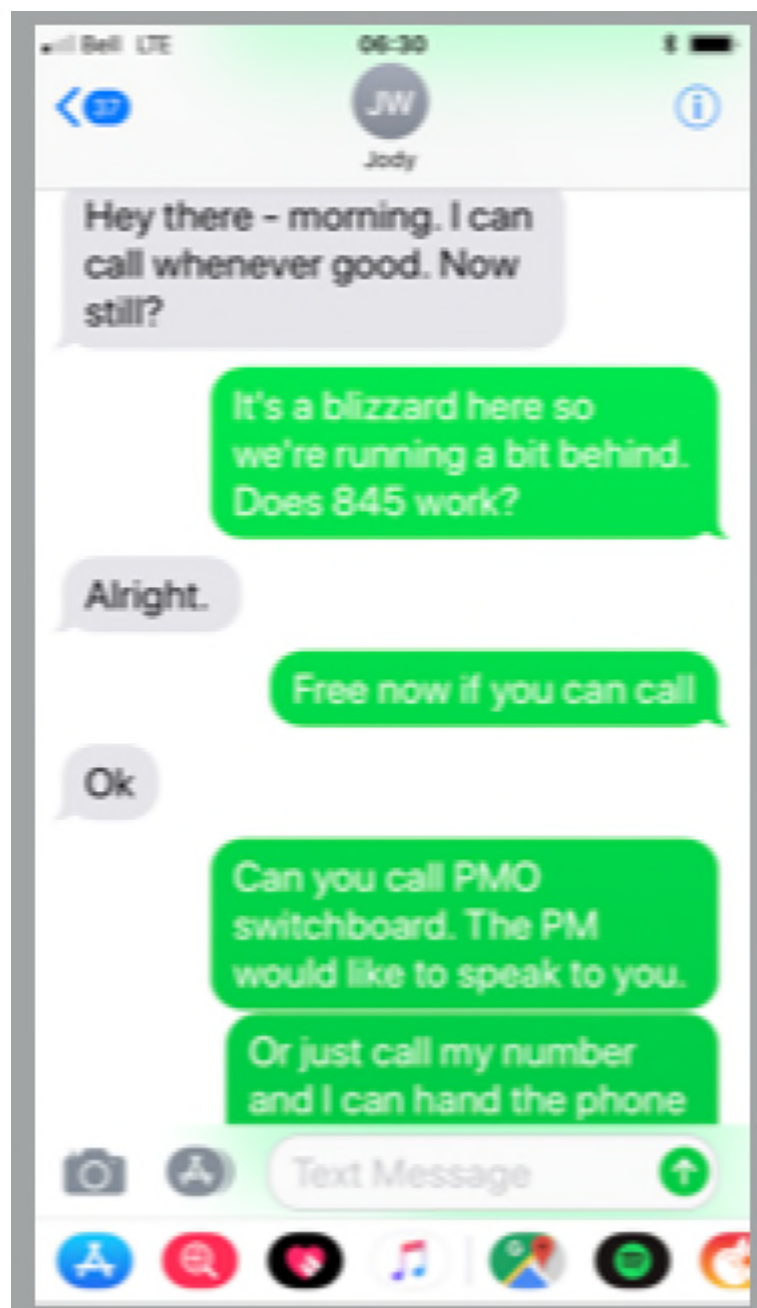 Bell LTE
06:30
37
JW
Jody
Hey there - morning. I can
call whenever good. Now
still?
It's a blizzard here so
we're running a bit behind.
Does 845 work?
Alright.
Free now if you can call
Ok
Can you call PMO
switchboard. The PM
would like to speak to you.
Or just call my number
and I can hand the phone
Text Message